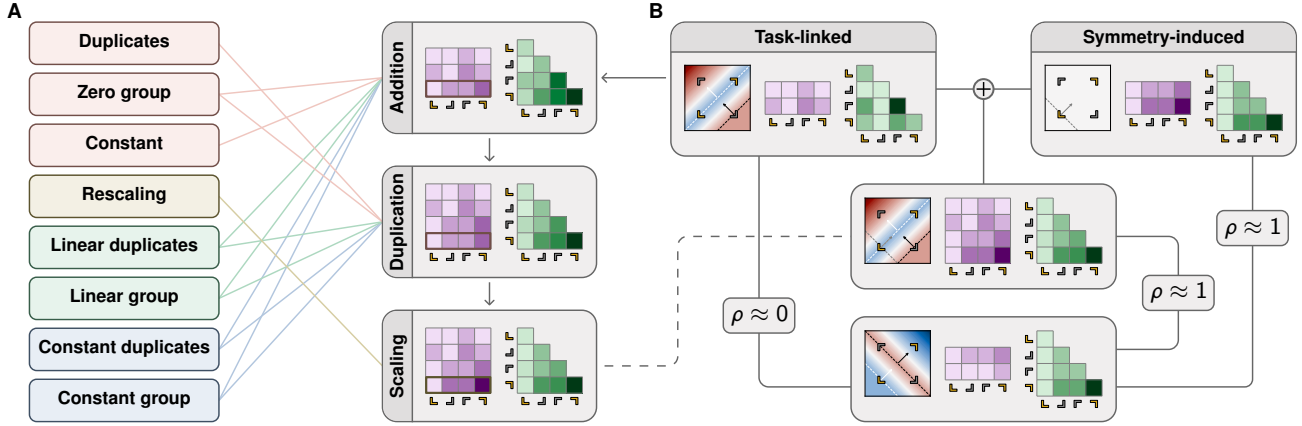 A
Duplicates
Zero group
Constant
Rescaling
Linear duplicates
Linear group
Constant duplicates
Constant group
Addition
Duplication
Scaling
B
Task-linked
Symmetry-induced
ρ ≈ 0
ρ ≈ 1
ρ ≈ 1